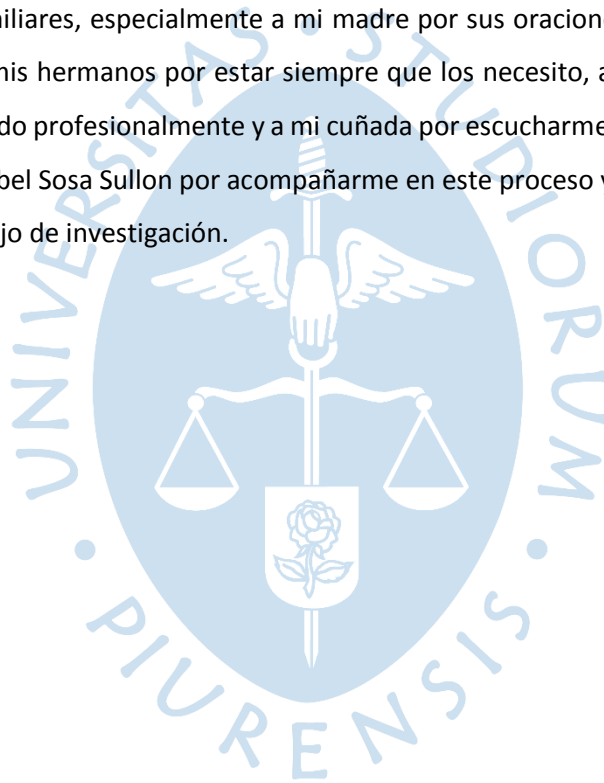 iliares, especialmente a mi madre por sus oracione
mis hermanos por estar siempre que los necesito, a
do profesionalmente y a mi cuñada por escucharme
bel Sosa Sullon por acompañarme en este proceso y
jo de investigación.
UNIVERSITAS • STUDIORUM • PIURENSIS •